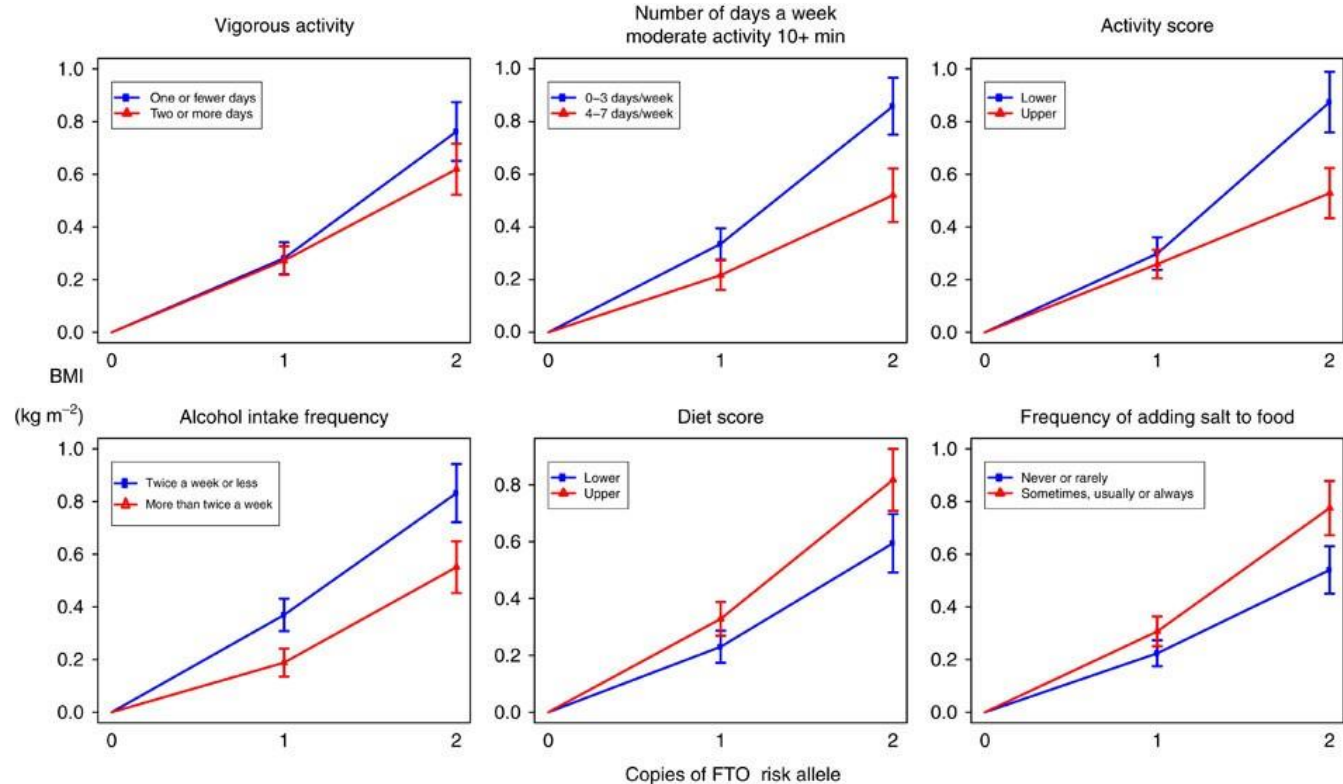 Vigorous activity
Number of days a week
moderate activity 10+ min
Activity score
1.0
0.8
0.6
0.4
0.2
0.0
One or fewer days
Two or more days
0 1 2
1.0
0.8
0.6
0.4
0.2
0.0
0–3 days/week
4–7 days/week
0 1 2
1.0
0.8
0.6
0.4
0.2
0.0
Lower
Upper
0 1 2
BMI
(kg m⁻²)
Alcohol intake frequency
Diet score
Frequency of adding salt to food
1.0
0.8
0.6
0.4
0.2
0.0
Twice a week or less
More than twice a week
0 1 2
0.8
0.6
0.4
0.2
0.0
Lower
Upper
0 1 2
1.0
0.8
0.6
0.4
0.2
0.0
Never or rarely
Sometimes, usually or always
0 1 2
Copies of FTO risk allele